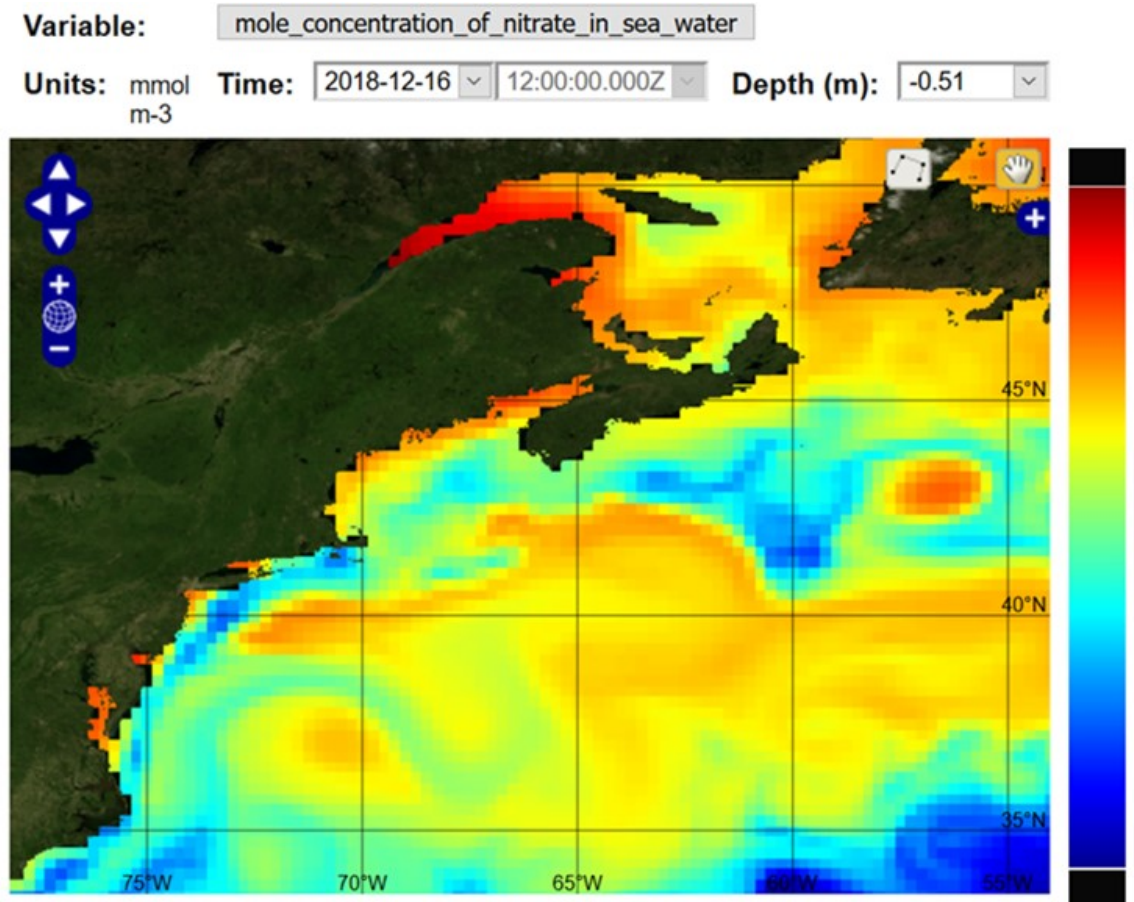 Variable: mole_concentration_of_nitrate_in_sea_water
Units: mmol m-3 Time: 2018-12-16 12:00:00.000Z Depth (m): -0.51
45°N
40°N
35°N
75°W 70°W 65°W 60°W 55°W